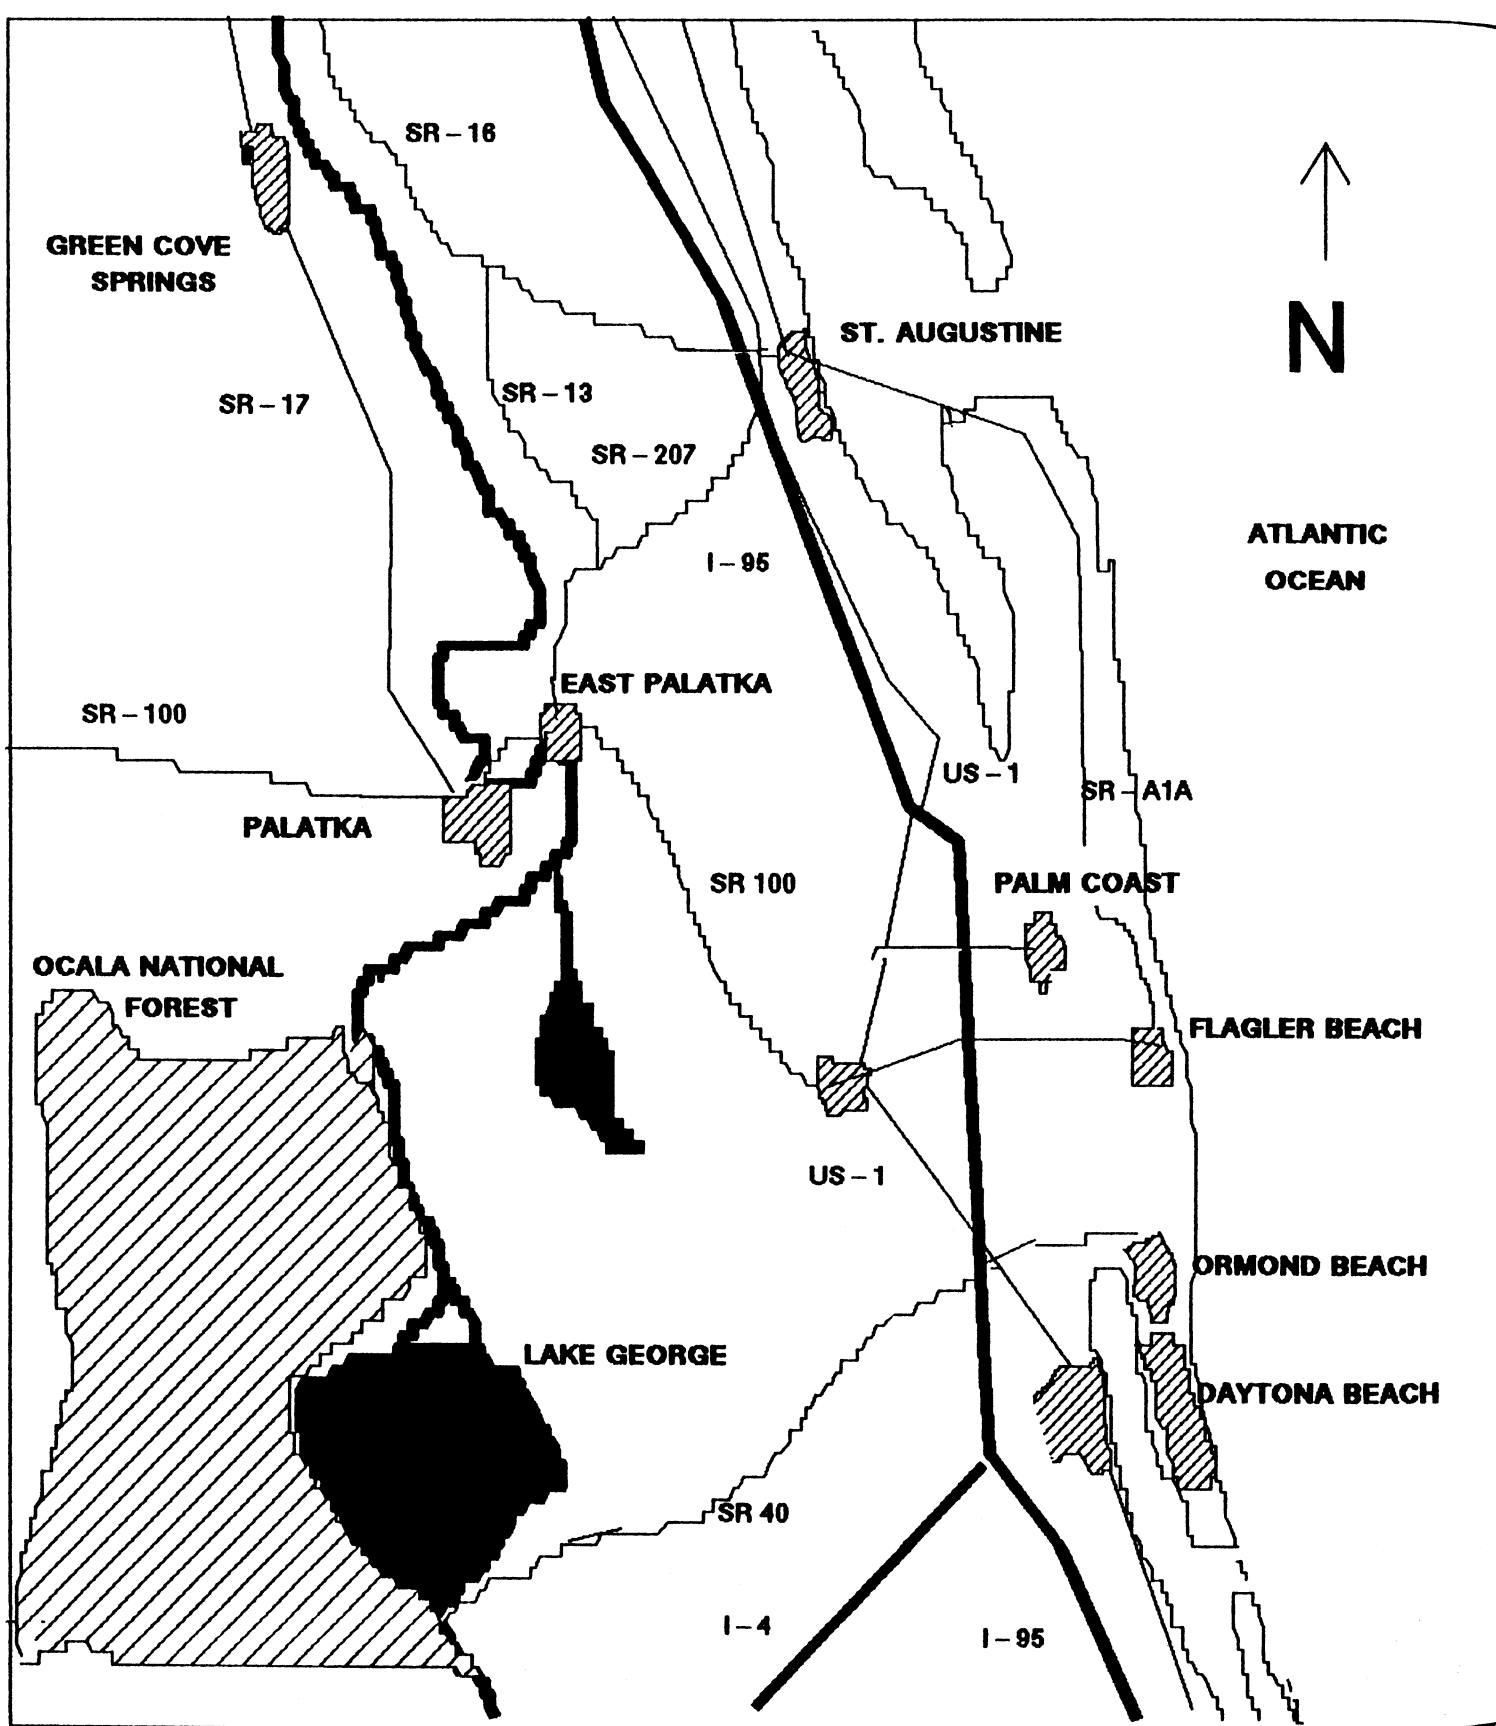 SR-16
GREEN COVE
SPRINGS
N
ST. AUGUSTINE
SR-17
SR-13
SR-207
ATLANTIC
OCEAN
I-95
EAST PALATKA
SR-100
US-1
SR-A1A
PALATKA
SR 100
PALM COAST
OCALA NATIONAL
FOREST
FLAGLER BEACH
US-1
ORMOND BEACH
LAKE GEORGE
DAYTONA BEACH
SR 40
I-4
I-95